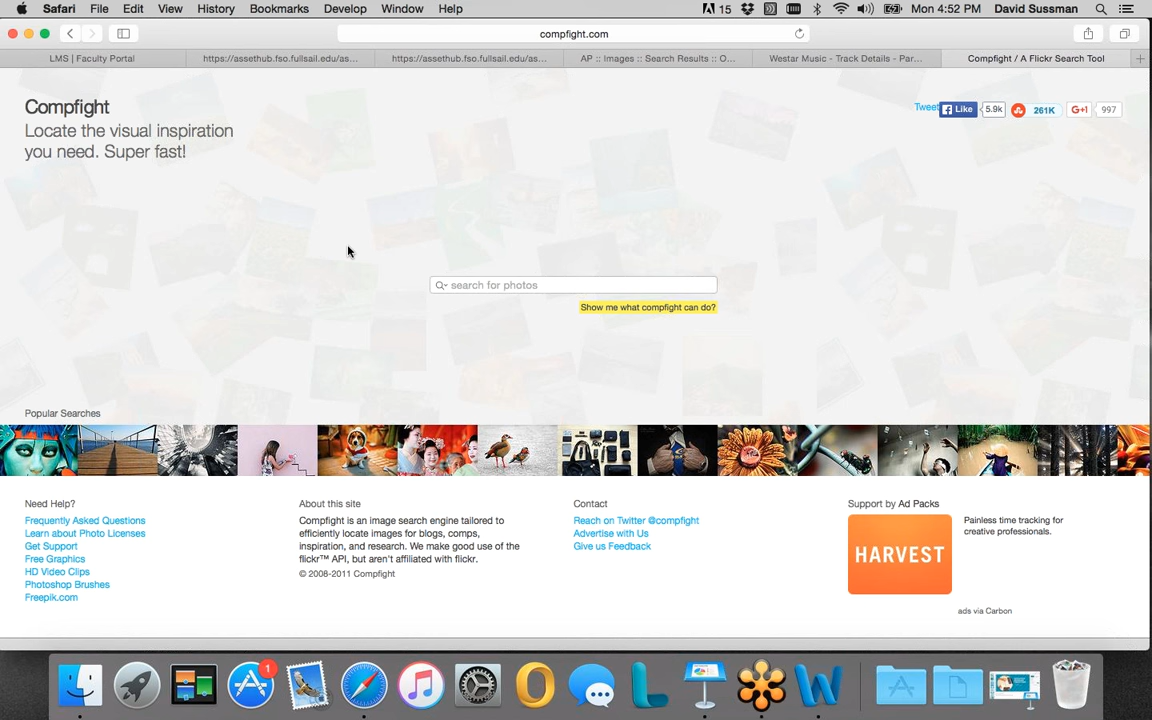 Safari File Edit View History Bookmarks Develop Window Help 15 Mon 4:52 PM David Sussman
compfight.com
LMS | Faculty Portal https://assethub.fso.fullsail.edu/as... https://assethub.fso.fullsail.edu/as... AP :: Images :: Search Results :: O... Westar Music - Track Details - Par... Compfight / A Flickr Search Tool
Compfight
Locate the visual inspiration
you need. Super fast!
Tweet Like 5.9k 261K G+1 997
search for photos
Show me what compfight can do?
Popular Searches
Need Help?
Frequently Asked Questions
Learn about Photo Licenses
Get Support
Free Graphics
HD Video Clips
Photoshop Brushes
Freepik.com
About this site
Compfight is an image search engine tailored to
efficiently locate images for blogs, comps,
inspiration, and research. We make good use of the
flickr™ API, but aren't affiliated with flickr.
© 2008-2011 Compfight
Contact
Reach on Twitter @compfight
Advertise with Us
Give us Feedback
Support by Ad Packs
HARVEST
Painless time tracking for
creative professionals.
ads via Carbon
1